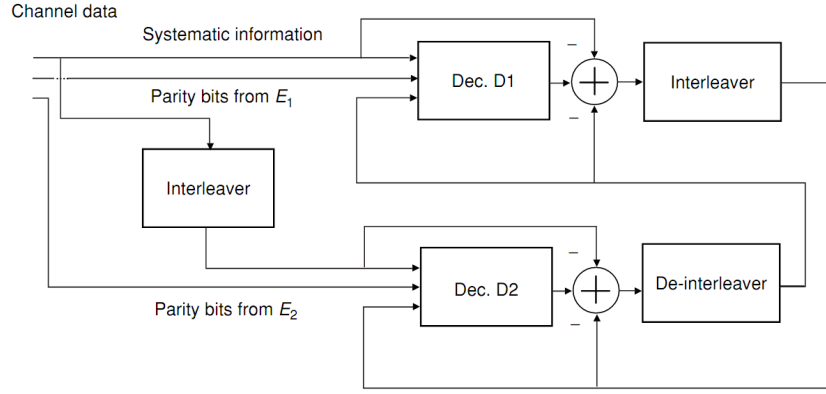 Channel data
Systematic information
Dec. D1
Interleaver
Parity bits from E1
Interleaver
Dec. D2
De-interleaver
Parity bits from E2